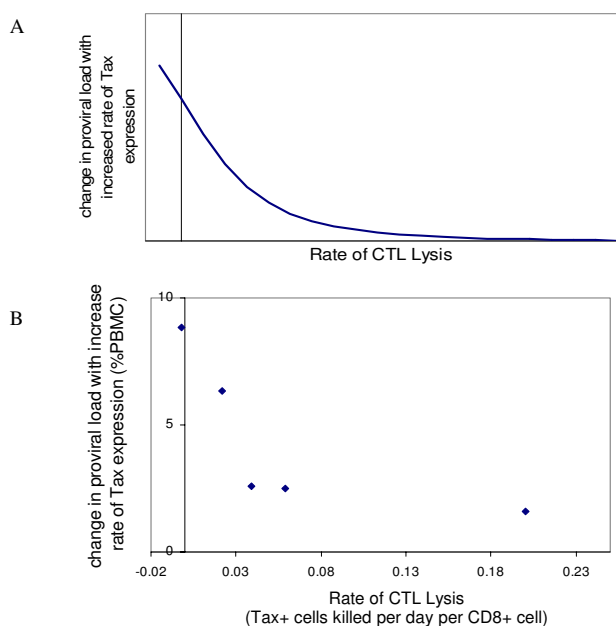 A
change in proviral load with
increased rate of Tax
expression
Rate of CTL Lysis
B
change in proviral load with increase
rate of Tax expression (%PBMC)
10
5
0
-0.02 0.03 0.08 0.13 0.18 0.23
Rate of CTL Lysis
(Tax+ cells killed per day per CD8+ cell)